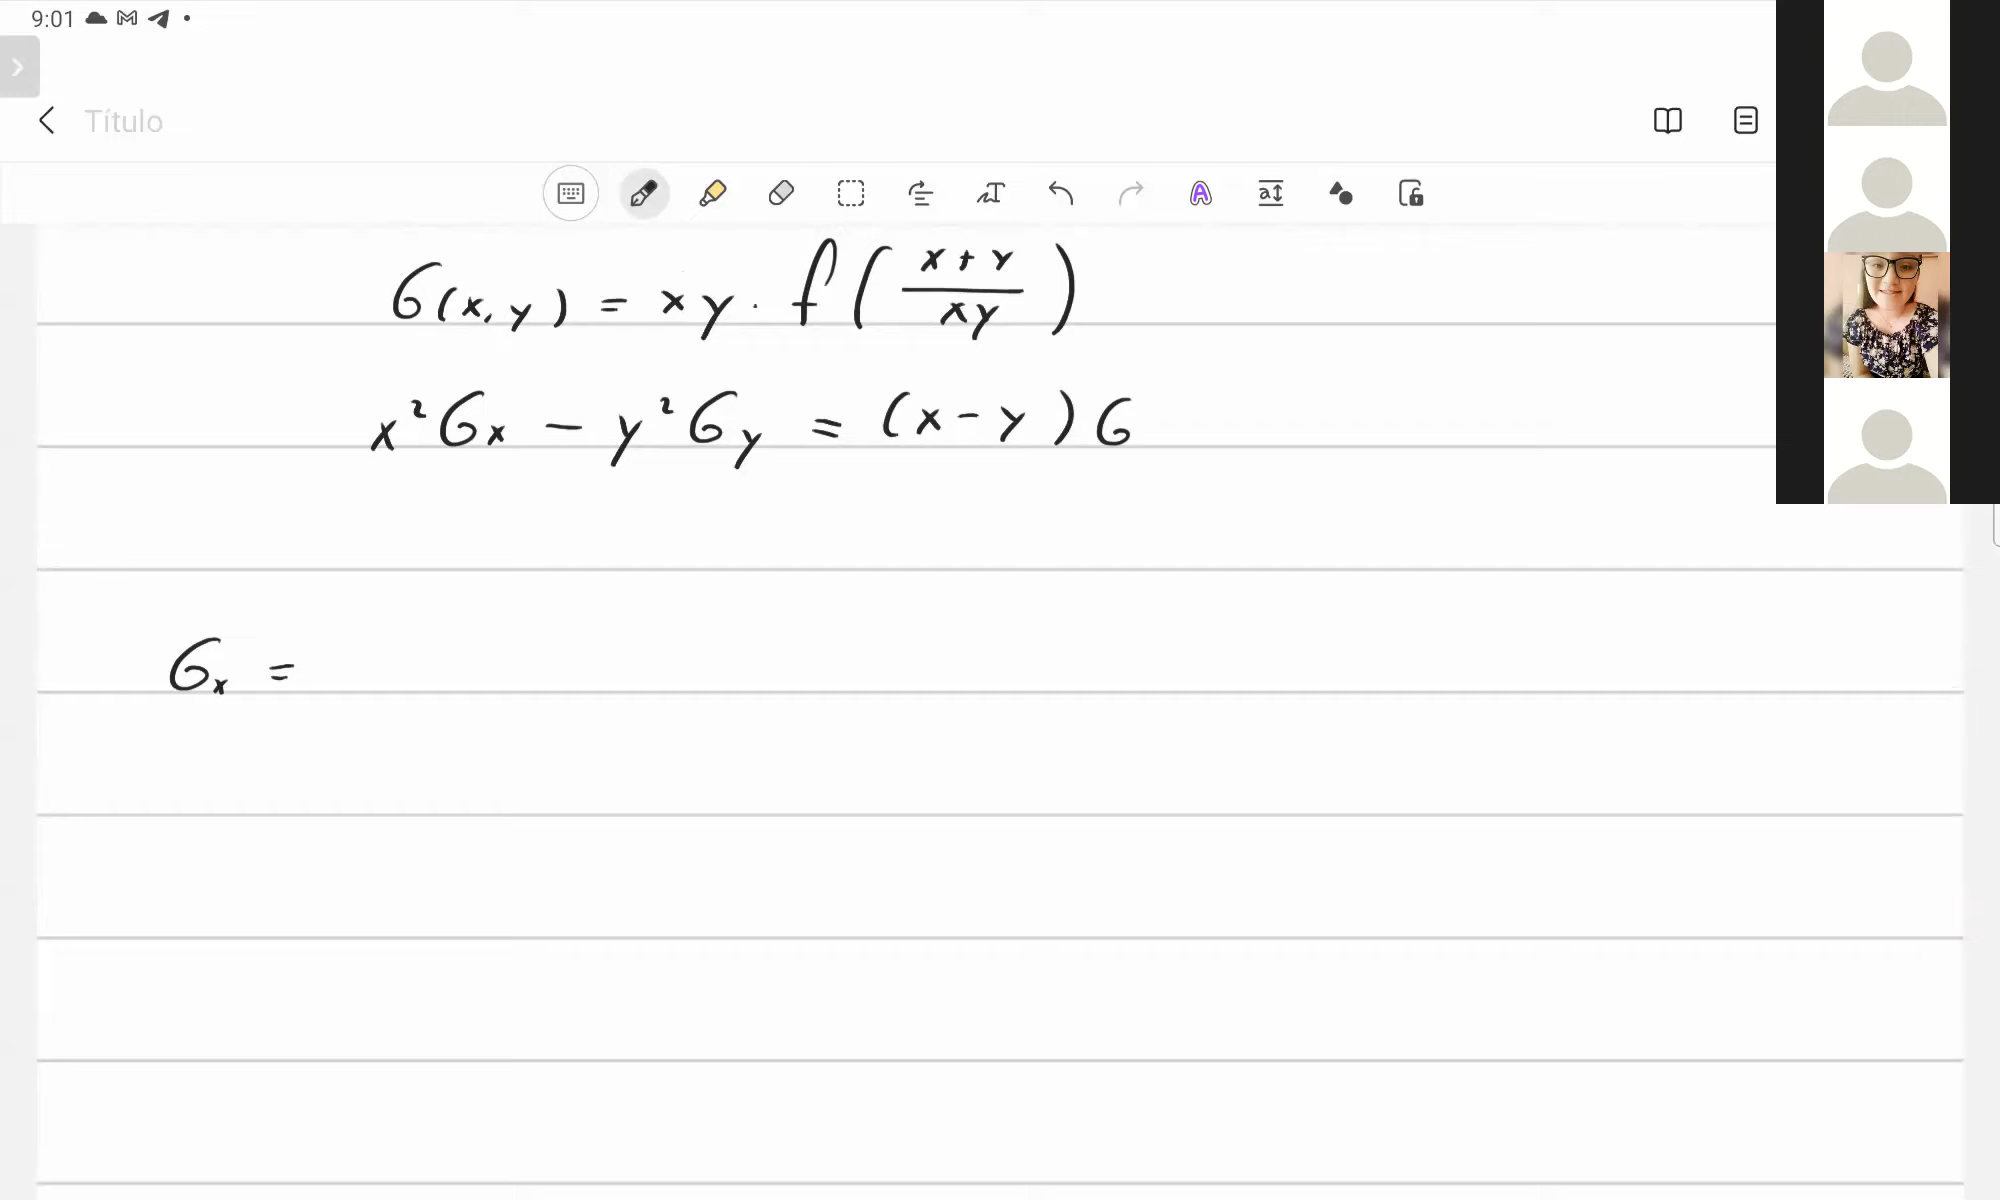 9:01
Título
G(x, y) = xy · f((x + y)/(xy))
x²Gx − y²Gy = (x − y)G
Gx =